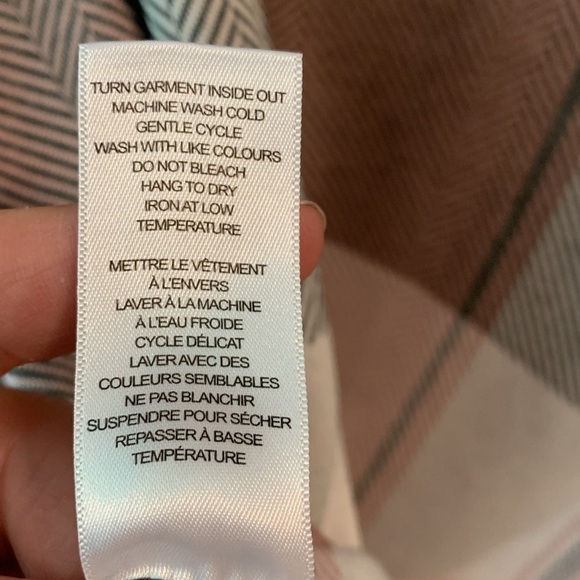 TURN GARMENT INSIDE OUT
MACHINE WASH COLD
GENTLE CYCLE
WASH WITH LIKE COLOURS
DO NOT BLEACH
HANG TO DRY
IRON AT LOW
TEMPERATURE
METTRE LE VÊTEMENT
À L'ENVERS
LAVER À LA MACHINE
À L'EAU FROIDE
CYCLE DÉLICAT
LAVER AVEC DES
COULEURS SEMBLABLES
NE PAS BLANCHIR
SUSPENDRE POUR SÉCHER
REPASSER À BASSE
TEMPÉRATURE